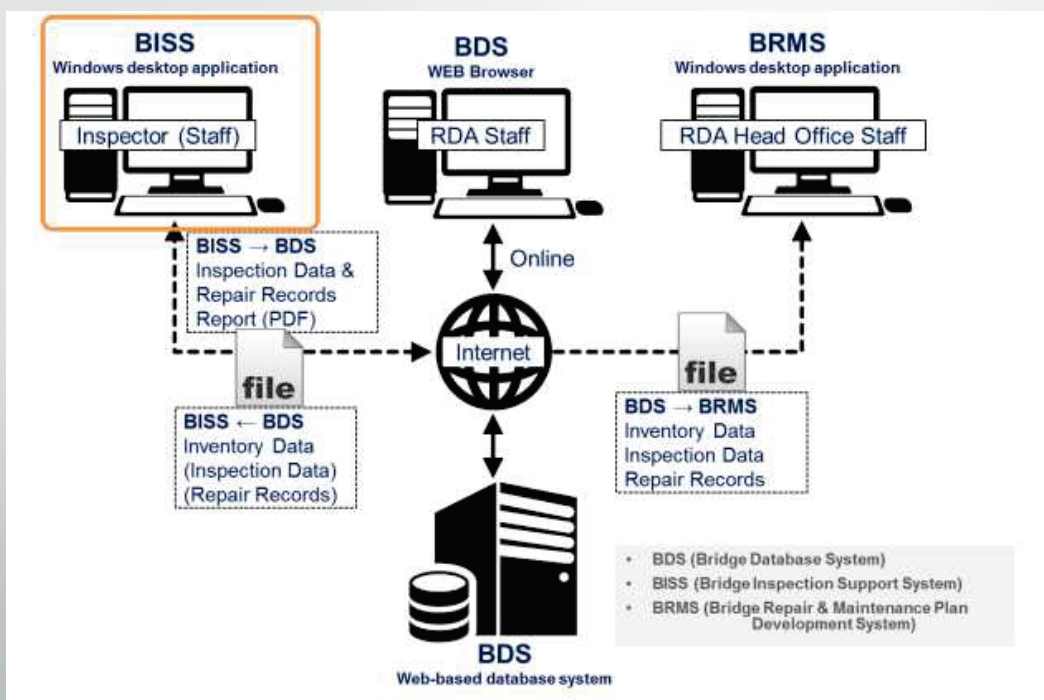 BISS
Windows desktop application
Inspector (Staff)
BDS
WEB Browser
RDA Staff
BRMS
Windows desktop application
RDA Head Office Staff
BISS → BDS
Inspection Data &
Repair Records
Report (PDF)
Online
Internet
file
BISS ← BDS
Inventory Data
(Inspection Data)
(Repair Records)
file
BDS → BRMS
Inventory Data
Inspection Data
Repair Records
• BDS (Bridge Database System)
• BISS (Bridge Inspection Support System)
• BRMS (Bridge Repair & Maintenance Plan
Development System)
BDS
Web-based database system